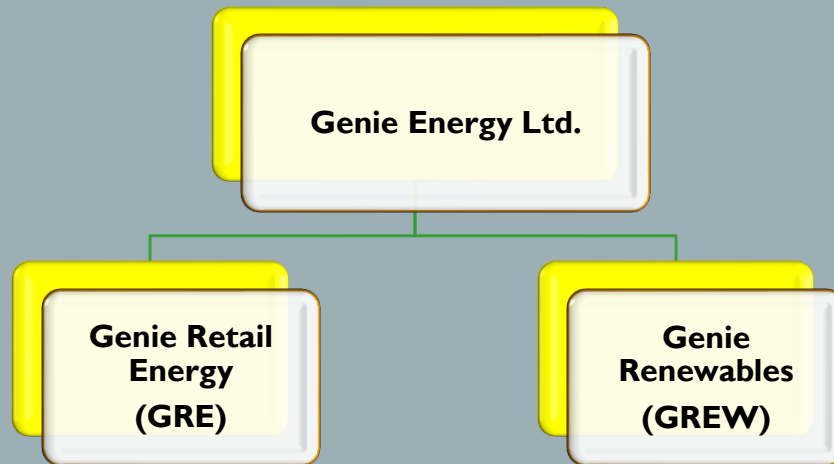 Genie Energy Ltd.
Genie Retail
Energy
(GRE)
Genie
Renewables
(GREW)